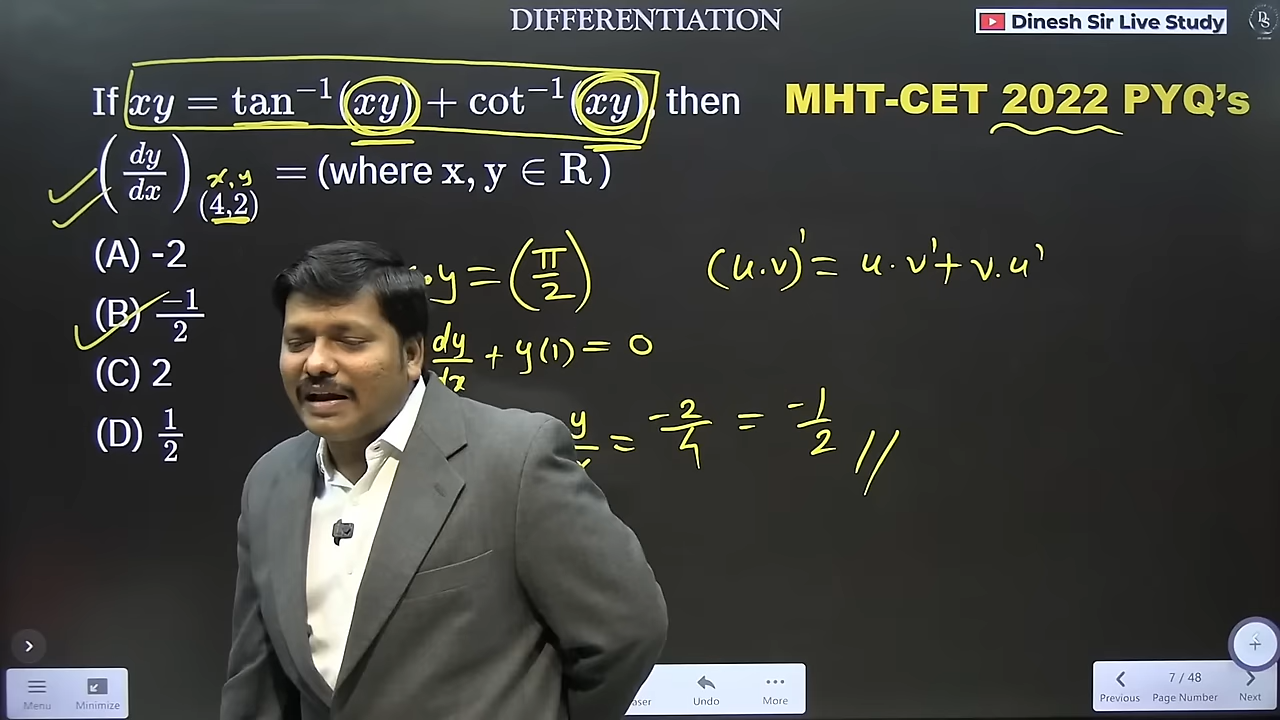 DIFFERENTIATION
Dinesh Sir Live Study
DS
If xy = tan⁻¹(xy) + cot⁻¹(xy), then
MHT-CET 2022 PYQ's
(dy/dx) x,y (4,2) = (where x, y ∈ R)
(A) -2
(B) -1/2
(C) 2
(D) 1/2
·y = (π/2)
(u.v)' = u.v' + v.u'
dy/dx + y(1) = 0
y/x = -2/4 = -1/2 //
Menu
Minimize
Undo
More
Previous
7 / 48
Page Number
Next